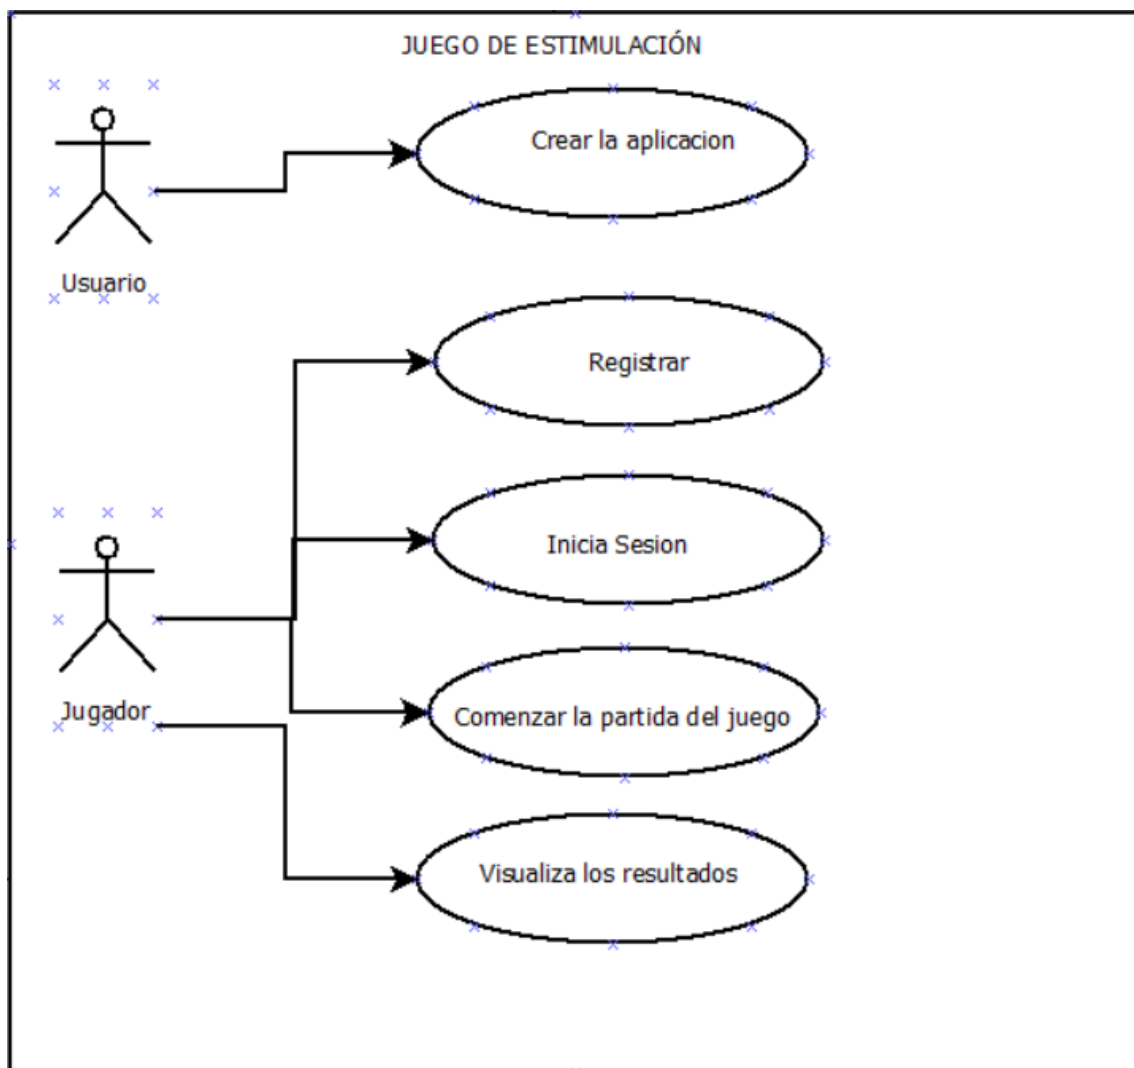 JUEGO DE ESTIMULACIÓN
Crear la aplicacion
Usuario
Registrar
Inicia Sesion
Jugador
Comenzar la partida del juego
Visualiza los resultados